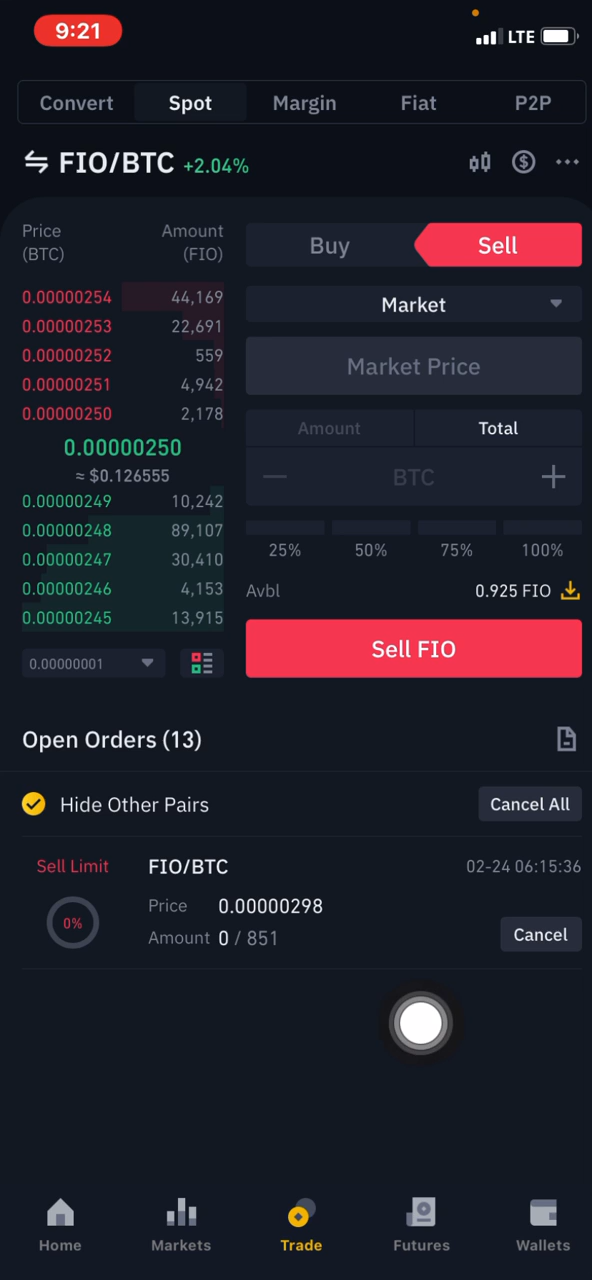 9:21
LTE
Convert Spot Margin Fiat P2P
FIO/BTC +2.04%
Price
(BTC)
Amount
(FIO)
0.00000254 44,169
0.00000253 22,691
0.00000252 559
0.00000251 4,942
0.00000250 2,178
0.00000250
≈ $0.126555
0.00000249 10,242
0.00000248 89,107
0.00000247 30,410
0.00000246 4,153
0.00000245 13,915
0.00000001
Buy Sell
Market
Market Price
Amount Total
BTC
25% 50% 75% 100%
Avbl 0.925 FIO
Sell FIO
Open Orders (13)
Hide Other Pairs Cancel All
Sell Limit FIO/BTC 02-24 06:15:36
0%
Price 0.00000298
Amount 0 / 851
Cancel
Home Markets Trade Futures Wallets